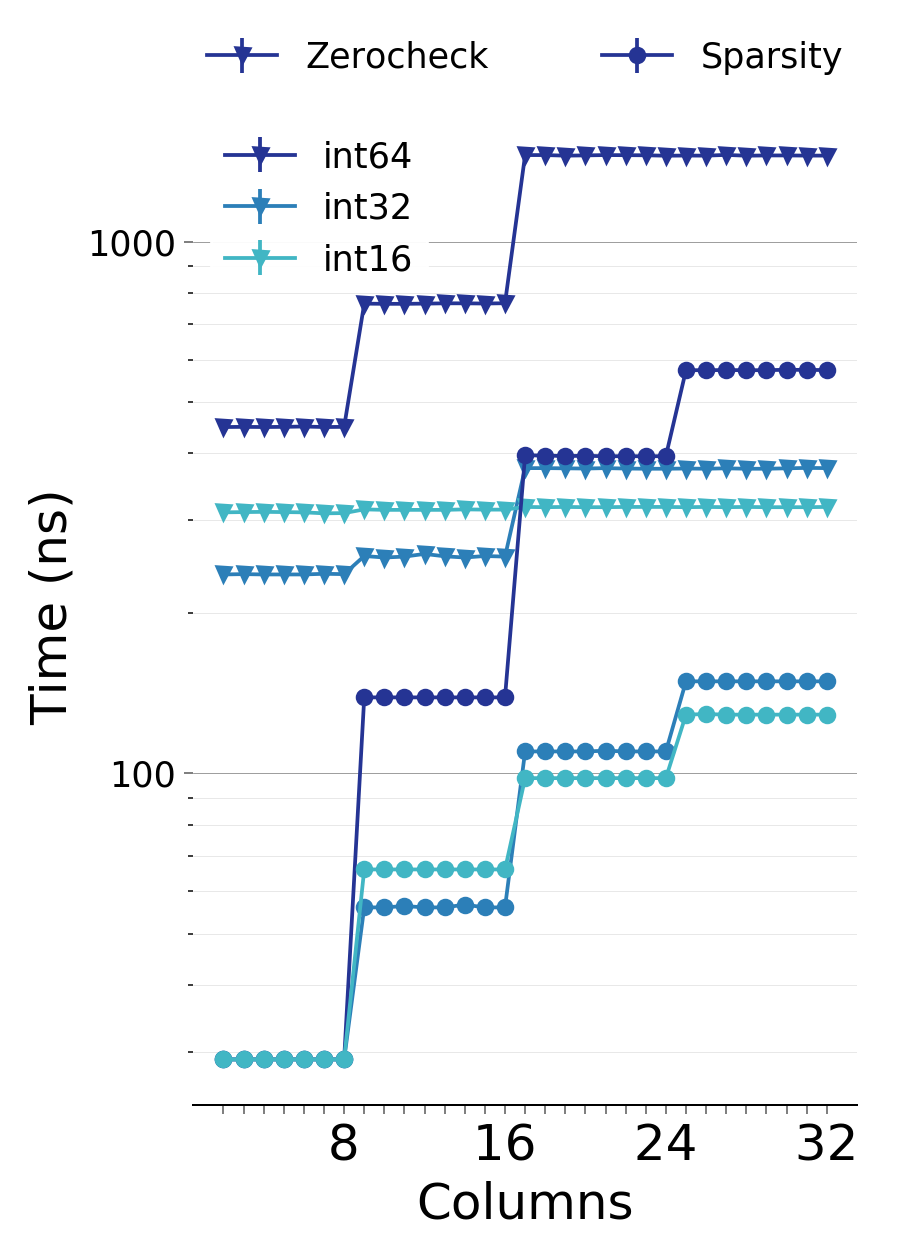 Zerocheck Sparsity
int64
int32
int16
1000
100
Time (ns)
8 16 24 32
Columns